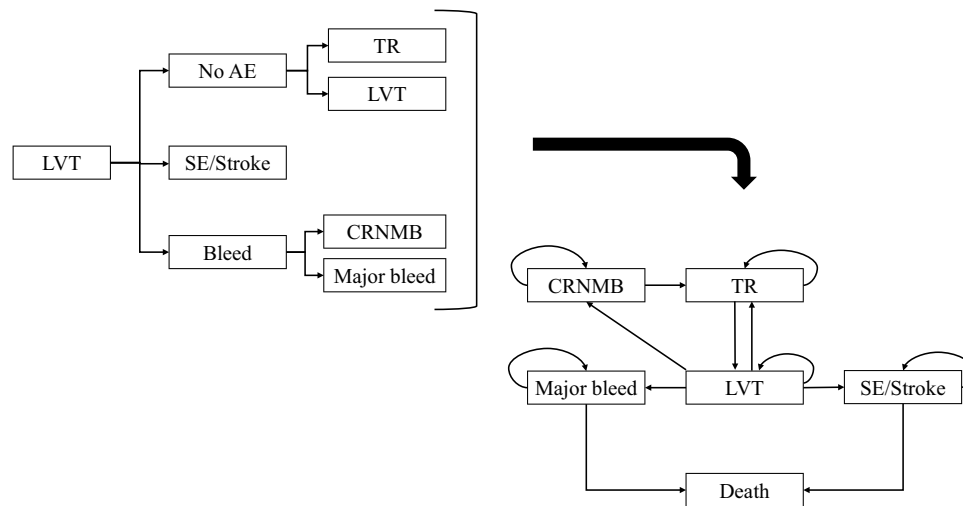 TR
No AE
LVT
LVT
SE/Stroke
CRNMB
Bleed
Major bleed
CRNMB
TR
Major bleed
LVT
SE/Stroke
Death